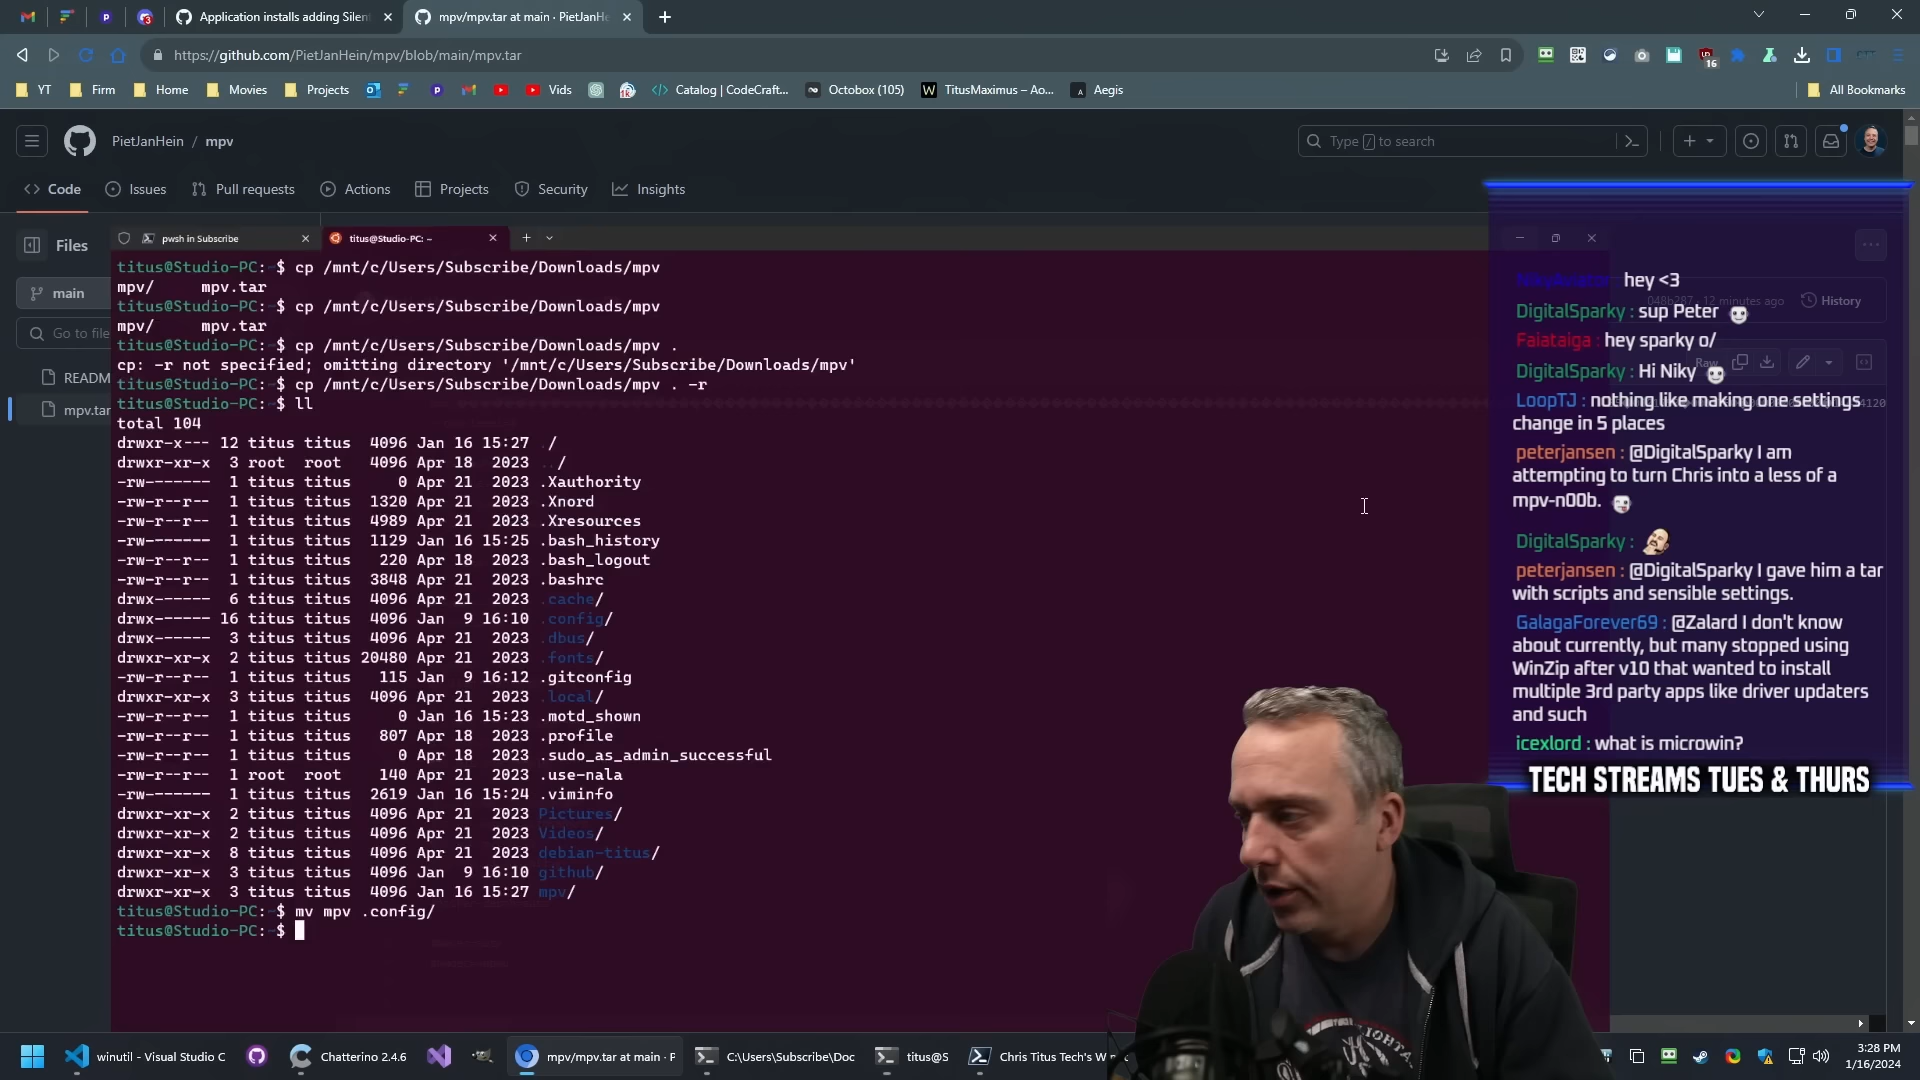 Application installs adding Silent
mpv/mpv.tar at main · PietJanHe
https://github.com/PietJanHein/mpv/blob/main/mpv.tar
16
YT
Firm
Home
Movies
Projects
Vids
Catalog | CodeCraft...
Octobox (105)
TitusMaximus – Ao...
Aegis
All Bookmarks
PietJanHein / mpv
Type / to search
Code
Issues
Pull requests
Actions
Projects
Security
Insights
Files
main
Go to file
README
mpv.tar
048b287 · 12 minutes ago
History
Raw
pwsh in Subscribe
titus@Studio-PC: ~
titus@Studio-PC:~$ cp /mnt/c/Users/Subscribe/Downloads/mpv
mpv/     mpv.tar
titus@Studio-PC:~$ cp /mnt/c/Users/Subscribe/Downloads/mpv
mpv/     mpv.tar
titus@Studio-PC:~$ cp /mnt/c/Users/Subscribe/Downloads/mpv .
cp: -r not specified; omitting directory '/mnt/c/Users/Subscribe/Downloads/mpv'
titus@Studio-PC:~$ cp /mnt/c/Users/Subscribe/Downloads/mpv . -r
titus@Studio-PC:~$ ll
total 104
drwxr-x--- 12 titus titus  4096 Jan 16 15:27 ./
drwxr-xr-x  3 root  root   4096 Apr 18  2023 ../
-rw-------  1 titus titus     0 Apr 21  2023 .Xauthority
-rw-r--r--  1 titus titus  1320 Apr 21  2023 .Xnord
-rw-r--r--  1 titus titus  4989 Apr 21  2023 .Xresources
-rw-------  1 titus titus  1129 Jan 16 15:25 .bash_history
-rw-r--r--  1 titus titus   220 Apr 18  2023 .bash_logout
-rw-r--r--  1 titus titus  3848 Apr 21  2023 .bashrc
drwx------  6 titus titus  4096 Apr 21  2023 .cache/
drwx------ 16 titus titus  4096 Jan  9 16:10 .config/
drwx------  3 titus titus  4096 Apr 21  2023 .dbus/
drwxr-xr-x  2 titus titus 20480 Apr 21  2023 .fonts/
-rw-r--r--  1 titus titus   115 Jan  9 16:12 .gitconfig
drwxr-xr-x  3 titus titus  4096 Apr 21  2023 .local/
-rw-r--r--  1 titus titus     0 Jan 16 15:23 .motd_shown
-rw-r--r--  1 titus titus   807 Apr 18  2023 .profile
-rw-r--r--  1 titus titus     0 Apr 18  2023 .sudo_as_admin_successful
-rw-r--r--  1 root  root    140 Apr 21  2023 .use-nala
-rw-------  1 titus titus  2619 Jan 16 15:24 .viminfo
drwxr-xr-x  2 titus titus  4096 Apr 21  2023 Pictures/
drwxr-xr-x  2 titus titus  4096 Apr 21  2023 Videos/
drwxr-xr-x  8 titus titus  4096 Apr 21  2023 debian-titus/
drwxr-xr-x  3 titus titus  4096 Jan  9 16:10 github/
drwxr-xr-x  3 titus titus  4096 Jan 16 15:27 mpv/
titus@Studio-PC:~$ mv mpv .config/
titus@Studio-PC:~$
NikyAviator : hey <3
DigitalSparky : sup Peter
Faiataiga : hey sparky o/
DigitalSparky : Hi Niky
LoopTJ : nothing like making one settings
change in 5 places
peterjansen : @DigitalSparky I am
attempting to turn Chris into a less of a
mpv-n00b.
DigitalSparky :
peterjansen : @DigitalSparky I gave him a tar
with scripts and sensible settings.
GalagaForever69 : @Zalard I don't know
about currently, but many stopped using
WinZip after v10 that wanted to install
multiple 3rd party apps like driver updaters
and such
icexlord : what is microwin?
TECH STREAMS TUES & THURS
winutil - Visual Studio C
Chatterino 2.4.6
mpv/mpv.tar at main · P
C:\Users\Subscribe\Doc
titus@S
Chris Titus Tech's W
3:28 PM
1/16/2024